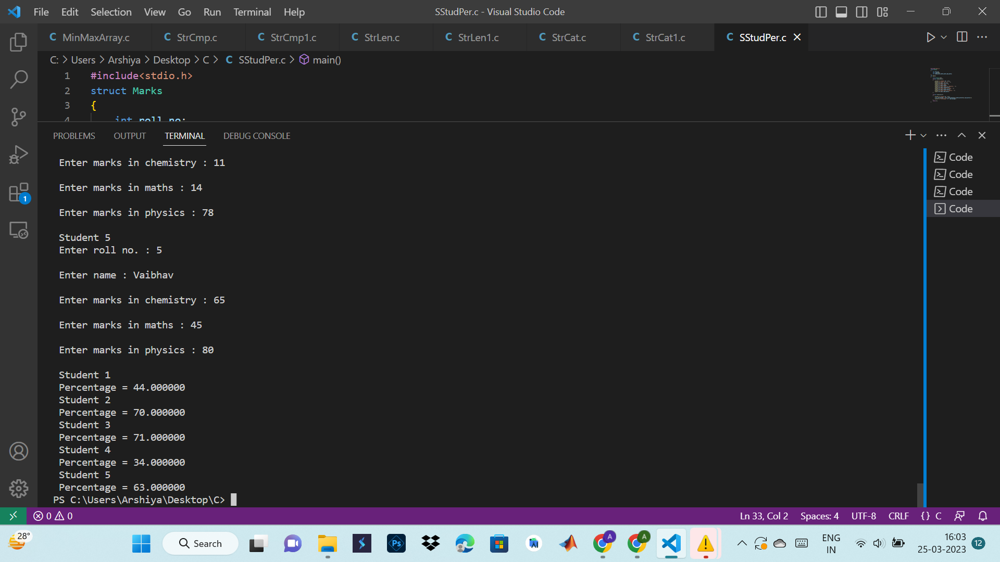 File Edit Selection View Go Run Terminal Help
SStudPer.c - Visual Studio Code
C MinMaxArray.c C StrCmp.c C StrCmp1.c C StrLen.c C StrLen1.c C StrCat.c C StrCat1.c C SStudPer.c
C: > Users > Arshiya > Desktop > C > C SStudPer.c > main()
1 #include<stdio.h>
2 struct Marks
3 {
4 int roll_no;
PROBLEMS OUTPUT TERMINAL DEBUG CONSOLE
Enter marks in chemistry : 11
Enter marks in maths : 14
Enter marks in physics : 78
Student 5
Enter roll no. : 5
Enter name : Vaibhav
Enter marks in chemistry : 65
Enter marks in maths : 45
Enter marks in physics : 80
Student 1
Percentage = 44.000000
Student 2
Percentage = 70.000000
Student 3
Percentage = 71.000000
Student 4
Percentage = 34.000000
Student 5
Percentage = 63.000000
PS C:\Users\Arshiya\Desktop\C>
Code
Code
Code
Code
1
0 0
Ln 33, Col 2 Spaces: 4 UTF-8 CRLF {} C
28°
Search
Ps
A
A
ENG
IN
16:03
25-03-2023
12